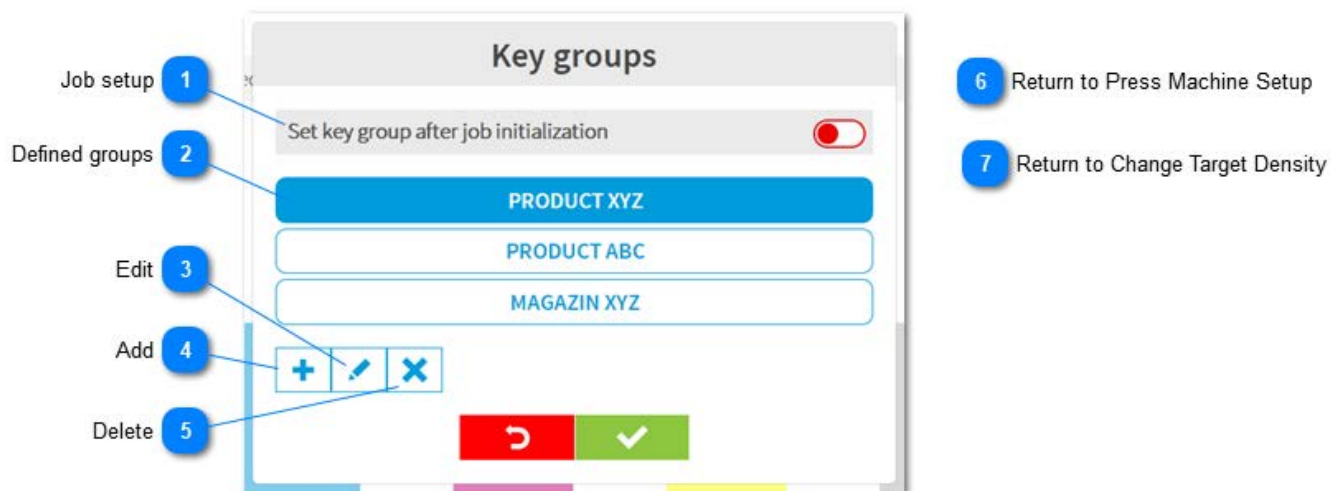 Key groups
Job setup 1
Set key group after job initialization
Defined groups 2
PRODUCT XYZ
PRODUCT ABC
Edit 3
MAGAZIN XYZ
Add 4
Delete 5
6 Return to Press Machine Setup
7 Return to Change Target Density